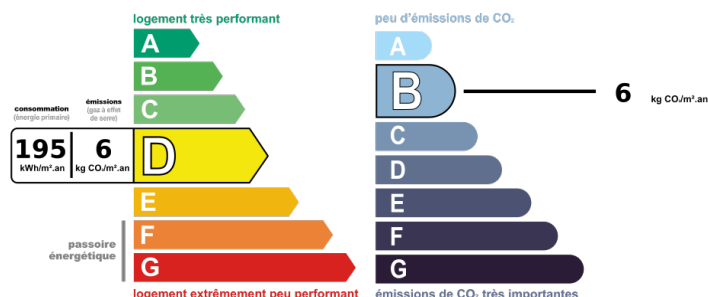 logement très performant
A
B
C
consommation
(énergie primaire)
émissions
(gaz à effet
de serre)
195
kWh/m².an
6
kg CO₂/m².an
D
E
F
G
passoire
énergétique
logement extrêmement peu performant
peu d'émissions de CO₂
A
B
6
kg CO₂/m².an
C
D
E
F
G
émissions de CO₂ très importantes